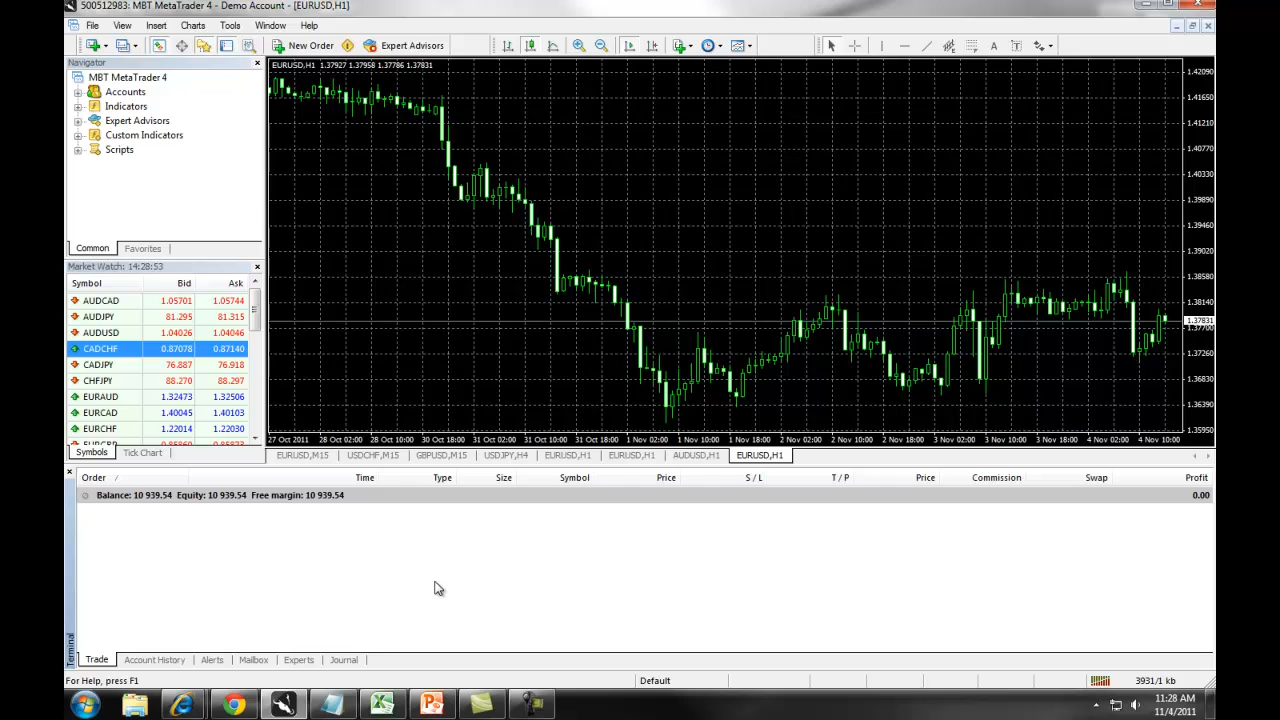 500512983: MBT MetaTrader 4 - Demo Account - [EURUSD,H1]
File View Insert Charts Tools Window Help
New Order Expert Advisors
Navigator
MBT MetaTrader 4
Accounts
Indicators
Expert Advisors
Custom Indicators
Scripts
Common Favorites
Market Watch: 14:28:53
Symbol Bid Ask
AUDCAD 1.05701 1.05744
AUDJPY 81.295 81.315
AUDUSD 1.04026 1.04046
CADCHF 0.87078 0.87140
CADJPY 76.887 76.918
CHFJPY 88.270 88.297
EURAUD 1.32473 1.32506
EURCAD 1.40045 1.40103
EURCHF 1.22014 1.22030
Symbols Tick Chart
EURUSD,H1 1.37927 1.37958 1.37786 1.37831
1.42090
1.41650
1.41210
1.40770
1.40330
1.39890
1.39460
1.39020
1.38580
1.38140
1.37831
1.37700
1.37260
1.36830
1.36390
1.35950
27 Oct 2011 28 Oct 02:00 28 Oct 10:00 30 Oct 18:00 31 Oct 02:00 31 Oct 10:00 31 Oct 18:00 1 Nov 02:00 1 Nov 10:00 1 Nov 18:00 2 Nov 02:00 2 Nov 10:00 2 Nov 18:00 3 Nov 02:00 3 Nov 10:00 3 Nov 18:00 4 Nov 02:00 4 Nov 10:00
EURUSD,M15 USDCHF,M15 GBPUSD,M15 USDJPY,H4 EURUSD,H1 EURUSD,H1 AUDUSD,H1 EURUSD,H1
Order / Time Type Size Symbol Price S / L T / P Price Commission Swap Profit
Balance: 10 939.54 Equity: 10 939.54 Free margin: 10 939.54 0.00
Terminal
Trade Account History Alerts Mailbox Experts Journal
For Help, press F1 Default 3931/1 kb
11:28 AM
11/4/2011